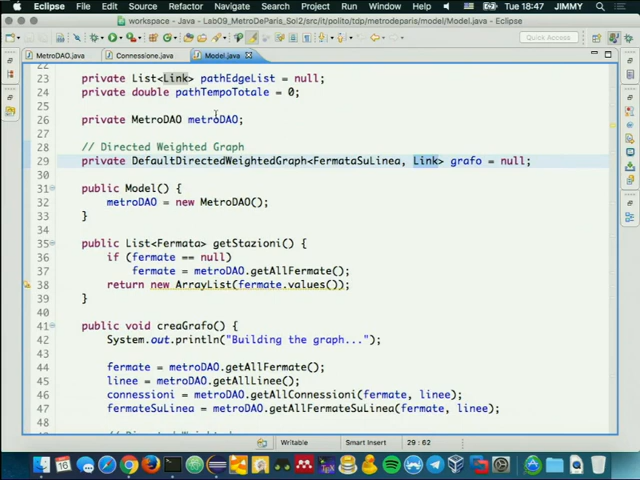 Eclipse File Edit Source Refactor Navigate Search Project Run Window Help Tue 18:47 JIMMY
workspace - Java - Lab09_MetroDeParis_Sol2/src/it/polito/tdp/metrodeparis/model/Model.java - Eclipse
Quick Access
MetroDAO.java Connessione.java Model.java
22
23 private List<Link> pathEdgeList = null;
24 private double pathTempoTotale = 0;
25
26 private MetroDAO metroDAO;
27
28 // Directed Weighted Graph
29 private DefaultDirectedWeightedGraph<FermataSuLinea, Link> grafo = null;
30
31 public Model() {
32 metroDAO = new MetroDAO();
33 }
34
35 public List<Fermata> getStazioni() {
36 if (fermate == null)
37 fermate = metroDAO.getAllFermate();
38 return new ArrayList(fermate.values());
39 }
40
41 public void creaGrafo() {
42 System.out.println("Building the graph...");
43
44 fermate = metroDAO.getAllFermate();
45 linee = metroDAO.getAllLinee();
46 connessioni = metroDAO.getAllConnessioni(fermate, linee);
47 fermateSuLinea = metroDAO.getAllFermateSuLinea(fermate, linee);
48
Writable Smart Insert 29 : 62
16